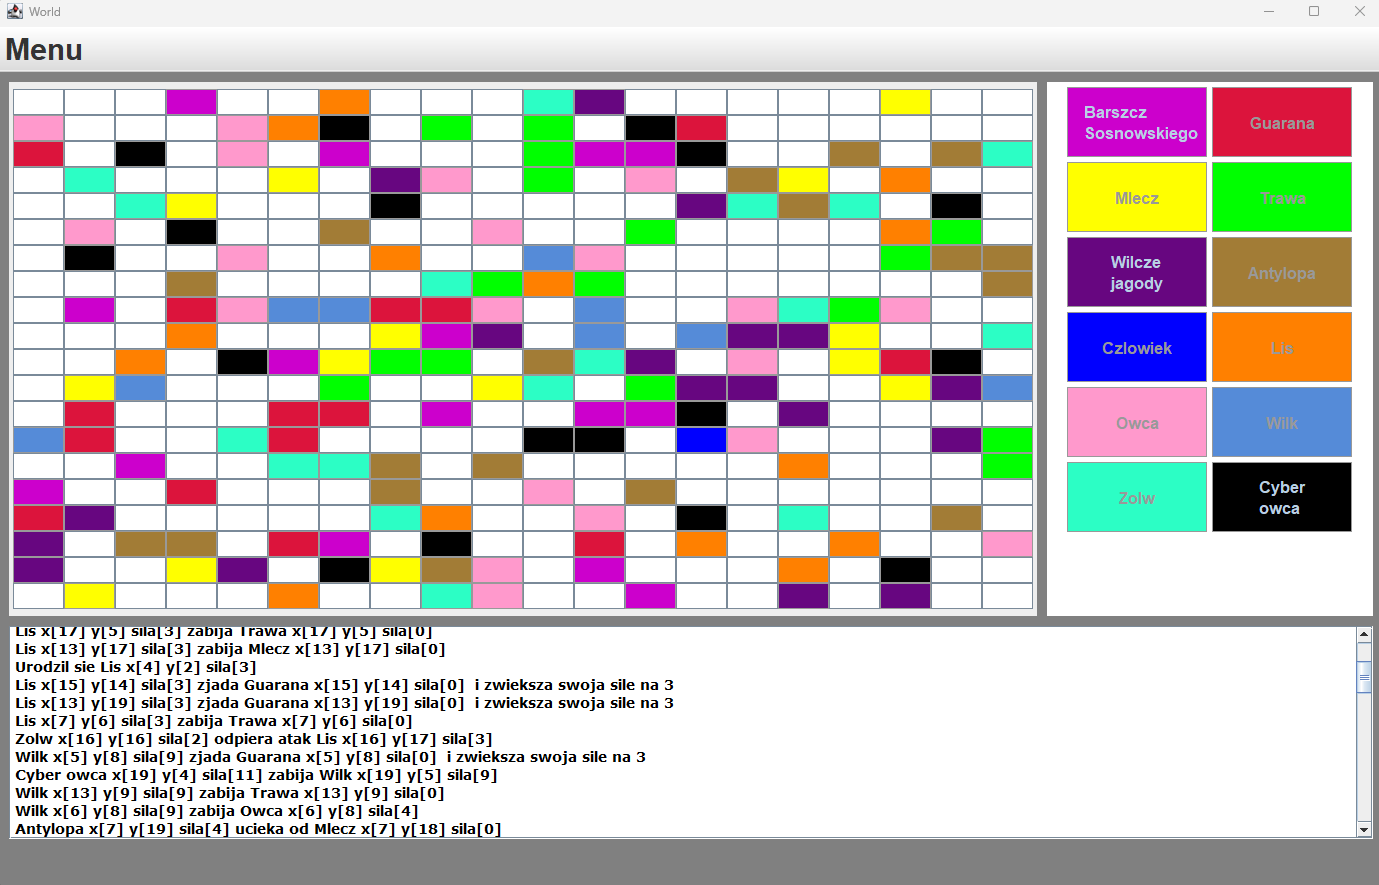 World
Menu
Barszcz
Sosnowskiego
Guarana
Mlecz
Trawa
Wilcze
jagody
Antylopa
Czlowiek
Lis
Owca
Wilk
Zolw
Cyber
owca
Lis x[17] y[5] sila[3] zabija Trawa x[17] y[5] sila[0]
Lis x[13] y[17] sila[3] zabija Mlecz x[13] y[17] sila[0]
Urodzil sie Lis x[4] y[2] sila[3]
Lis x[15] y[14] sila[3] zjada Guarana x[15] y[14] sila[0]  i zwieksza swoja sile na 3
Lis x[13] y[19] sila[3] zjada Guarana x[13] y[19] sila[0]  i zwieksza swoja sile na 3
Lis x[7] y[6] sila[3] zabija Trawa x[7] y[6] sila[0]
Zolw x[16] y[16] sila[2] odpiera atak Lis x[16] y[17] sila[3]
Wilk x[5] y[8] sila[9] zjada Guarana x[5] y[8] sila[0]  i zwieksza swoja sile na 3
Cyber owca x[19] y[4] sila[11] zabija Wilk x[19] y[5] sila[9]
Wilk x[13] y[9] sila[9] zabija Trawa x[13] y[9] sila[0]
Wilk x[6] y[8] sila[9] zabija Owca x[6] y[8] sila[4]
Antylopa x[7] y[19] sila[4] ucieka od Mlecz x[7] y[18] sila[0]